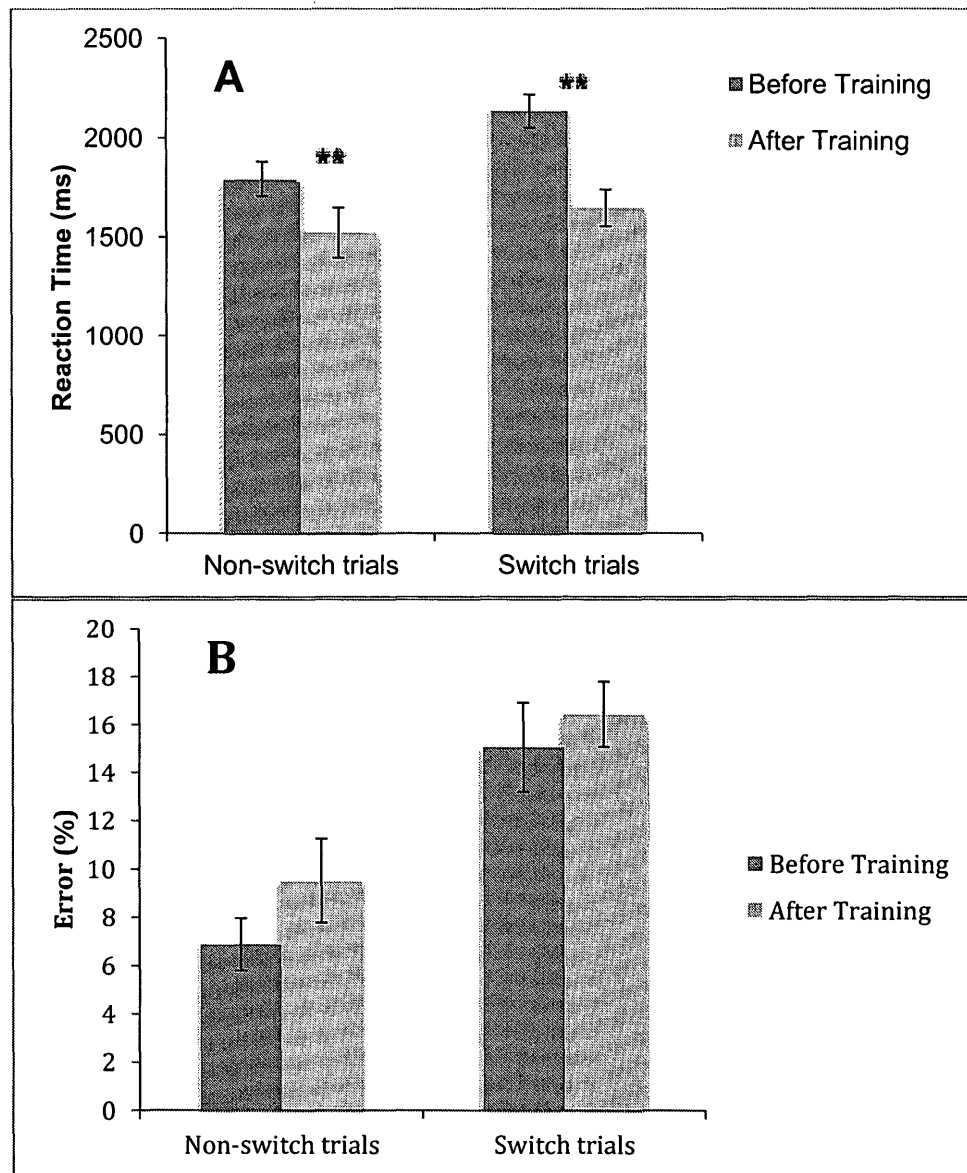 A
2500
2000
1500
1000
500
0
Reaction Time (ms)
**
**
Before Training
After Training
Non-switch trials
Switch trials
B
20
18
16
14
12
10
8
6
4
2
0
Error (%)
Before Training
After Training
Non-switch trials
Switch trials